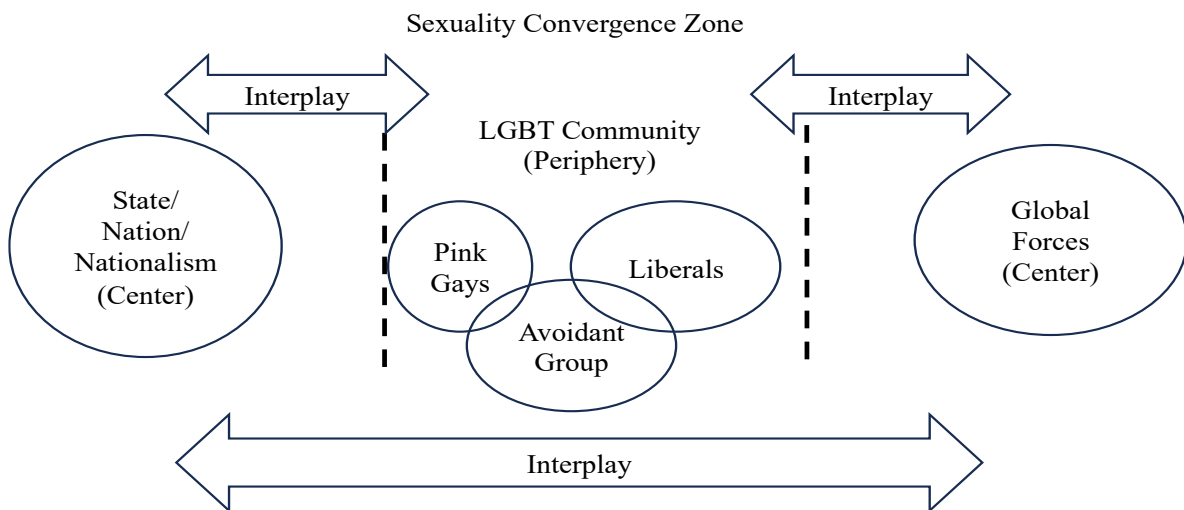 Sexuality Convergence Zone
Interplay
Interplay
LGBT Community
(Periphery)
State/
Nation/
Nationalism
(Center)
Pink
Gays
Liberals
Avoidant
Group
Global
Forces
(Center)
Interplay